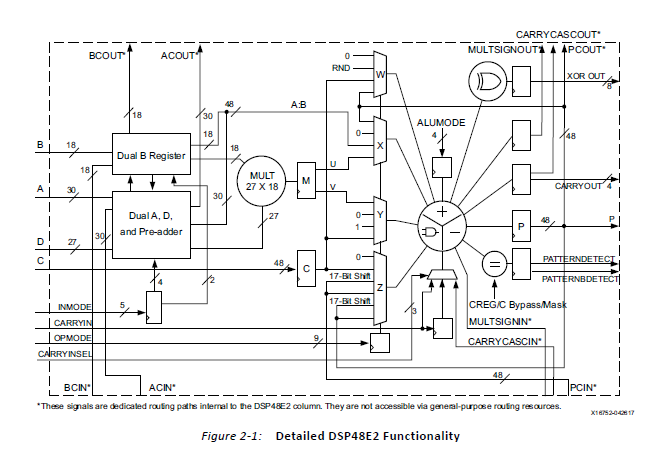 CARRYCASCOUT*
BCOUT* ACOUT* MULTSIGNOUT* PCOUT*
0
RND
W
XOR OUT
8
18
30
48
A:B
ALUMODE
4
48
0
X
B 18
18
18
Dual B Register
18
MULT
27 X 18
M
U
V
CARRYOUT 4
A 30
Dual A, D,
and Pre-adder
30
27
0
Y
1
+
−
P
48
P
D 27
30
C
48
C
0
17-Bit Shift
17-Bit Shift
Z
=
PATTERNDETECT
PATTERNBDETECT
4
2
3
CREG/C Bypass/Mask
INMODE 5
MULTSIGNIN*
CARRYIN
OPMODE 9
CARRYCASCIN*
CARRYINSEL
48
BCIN* ACIN* PCIN*
*These signals are dedicated routing paths internal to the DSP48E2 column. They are not accessible via general-purpose routing resources.
X16752-042617
Figure 2-1: Detailed DSP48E2 Functionality